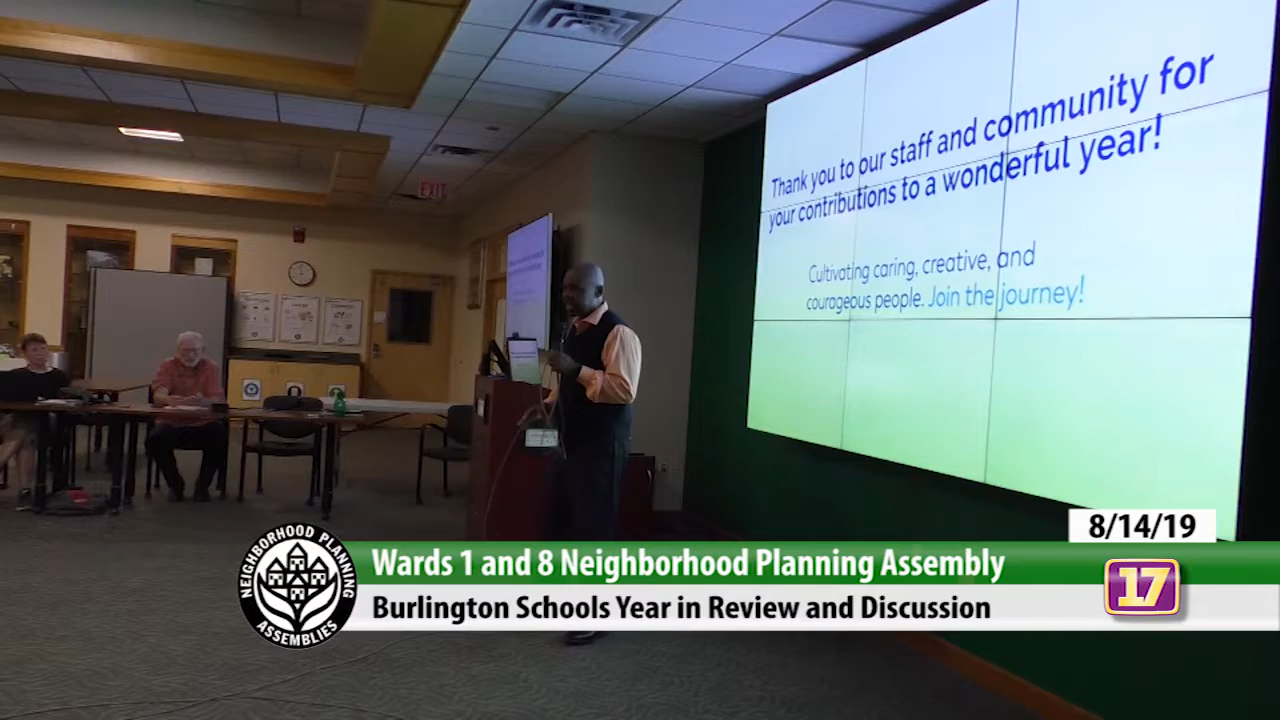 Thank you to our staff and community for
your contributions to a wonderful year!
Cultivating caring, creative, and
courageous people. Join the journey!
EXIT
8/14/19
NEIGHBORHOOD PLANNING
ASSEMBLIES
Wards 1 and 8 Neighborhood Planning Assembly
Burlington Schools Year in Review and Discussion
17